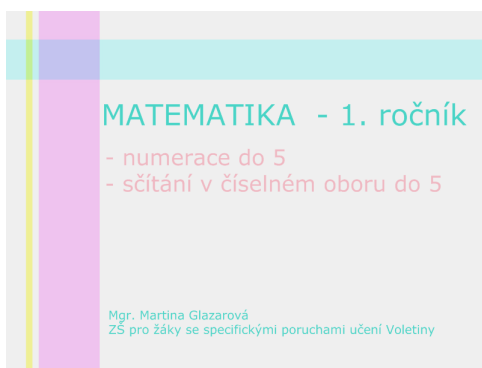 MATEMATIKA - 1. ročník
- numerace do 5
- sčítání v číselném oboru do 5
Mgr. Martina Glazarová
ZŠ pro žáky se specifickými poruchami učení Voletiny